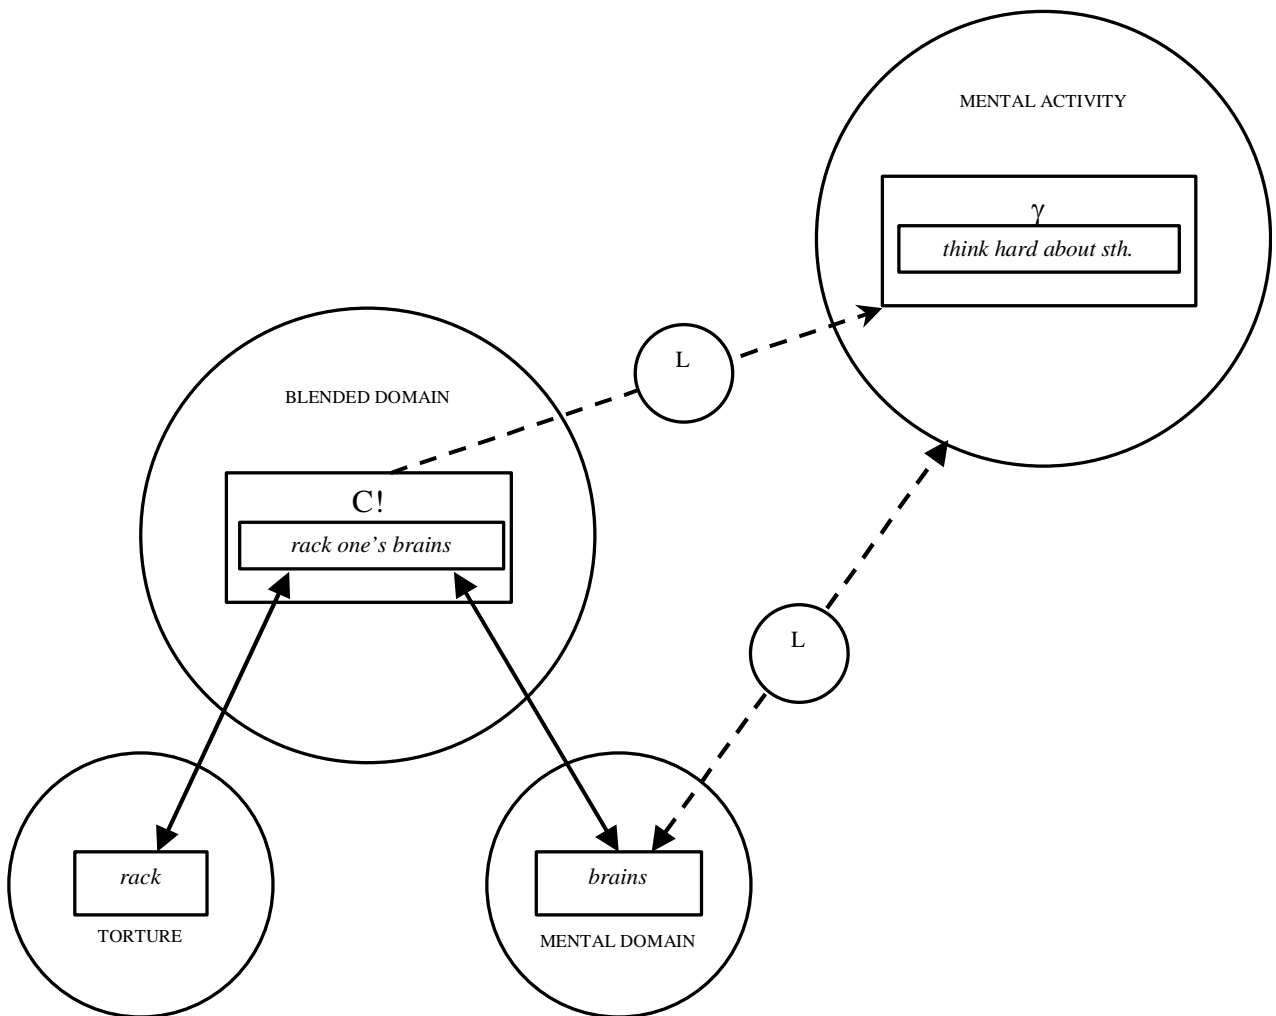 MENTAL ACTIVITY
γ
think hard about sth.
L
BLENDED DOMAIN
C!
rack one’s brains
L
rack
TORTURE
brains
MENTAL DOMAIN